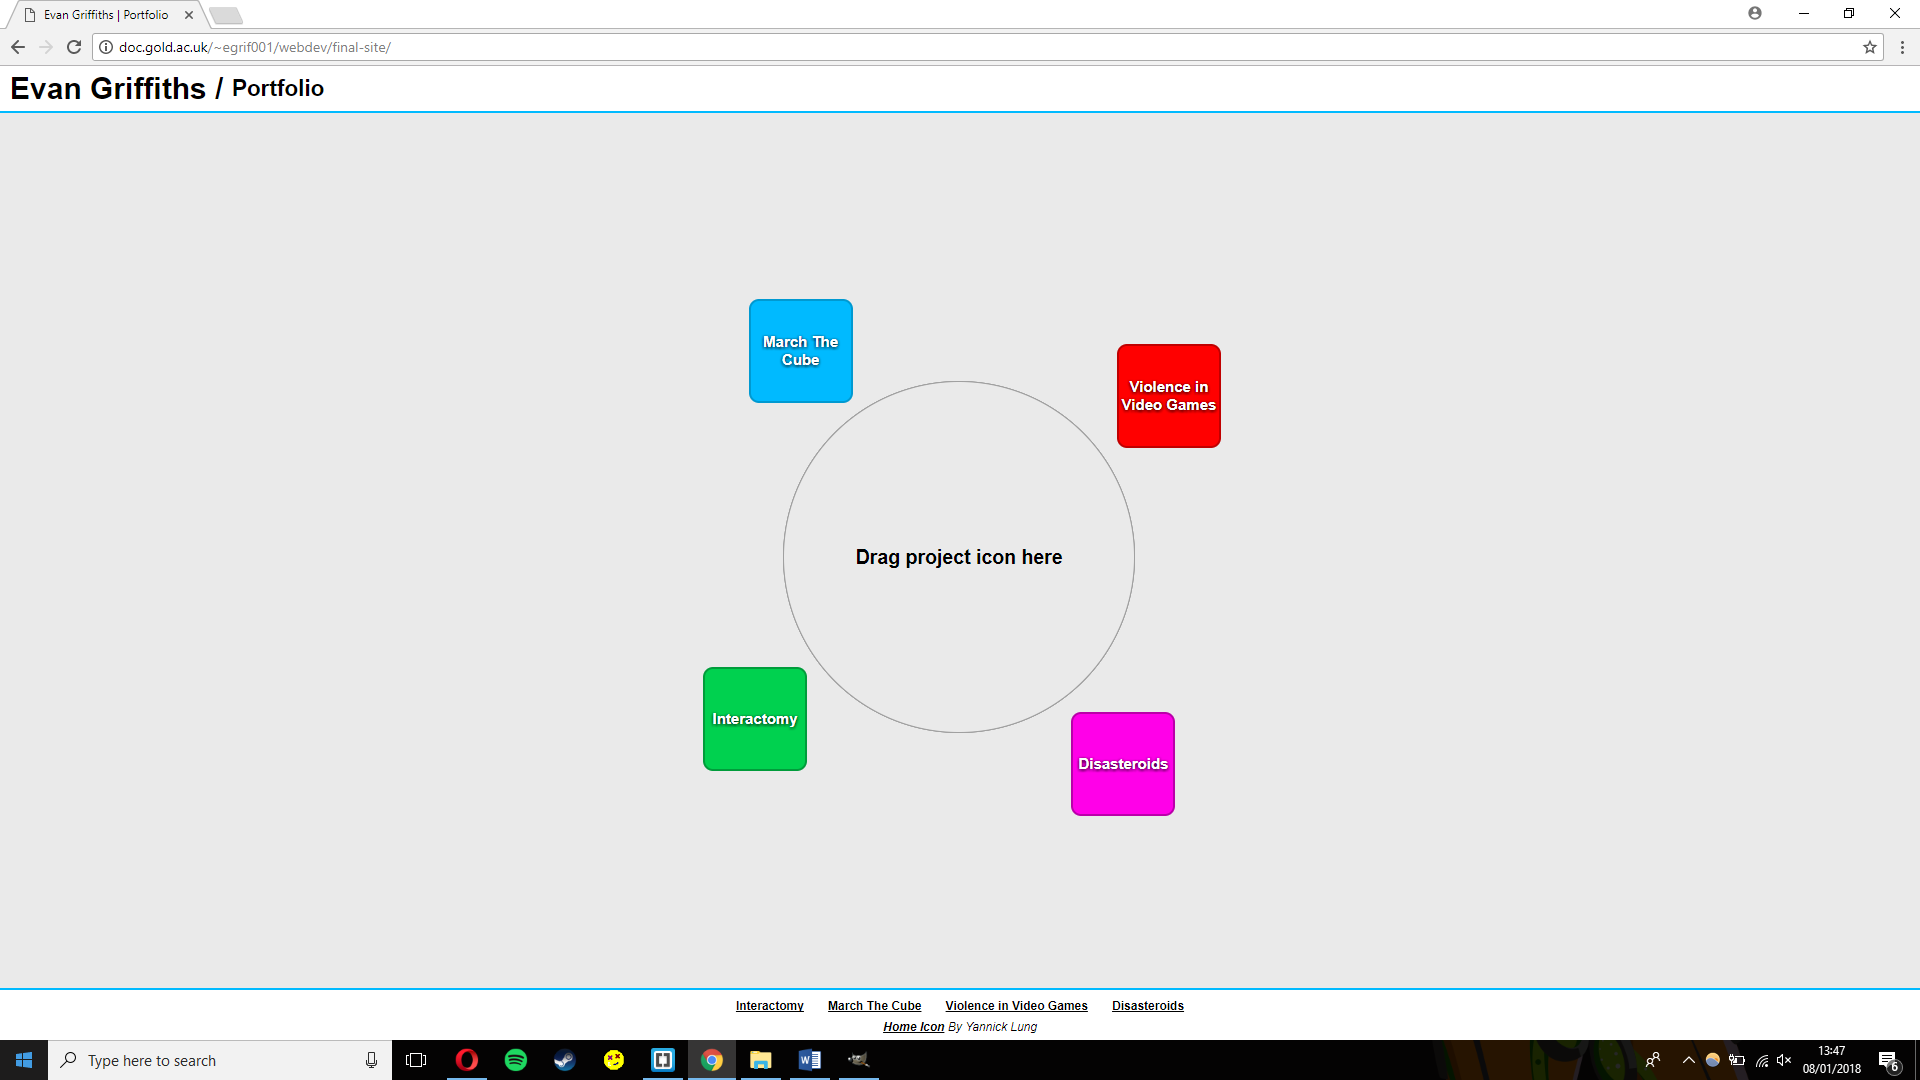 Evan Griffiths | Portfolio
doc.gold.ac.uk/~egrif001/webdev/final-site/
Evan Griffiths / Portfolio
March The
Cube
Violence in
Video Games
Drag project icon here
Interactomy
Disasteroids
Interactomy March The Cube Violence in Video Games Disasteroids
Home Icon By Yannick Lung
Type here to search
13:47
08/01/2018
6